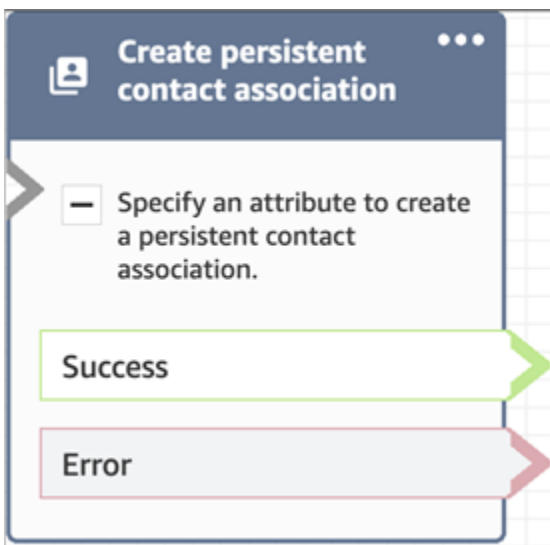 Create persistent
contact association
Specify an attribute to create
a persistent contact
association.
Success
Error